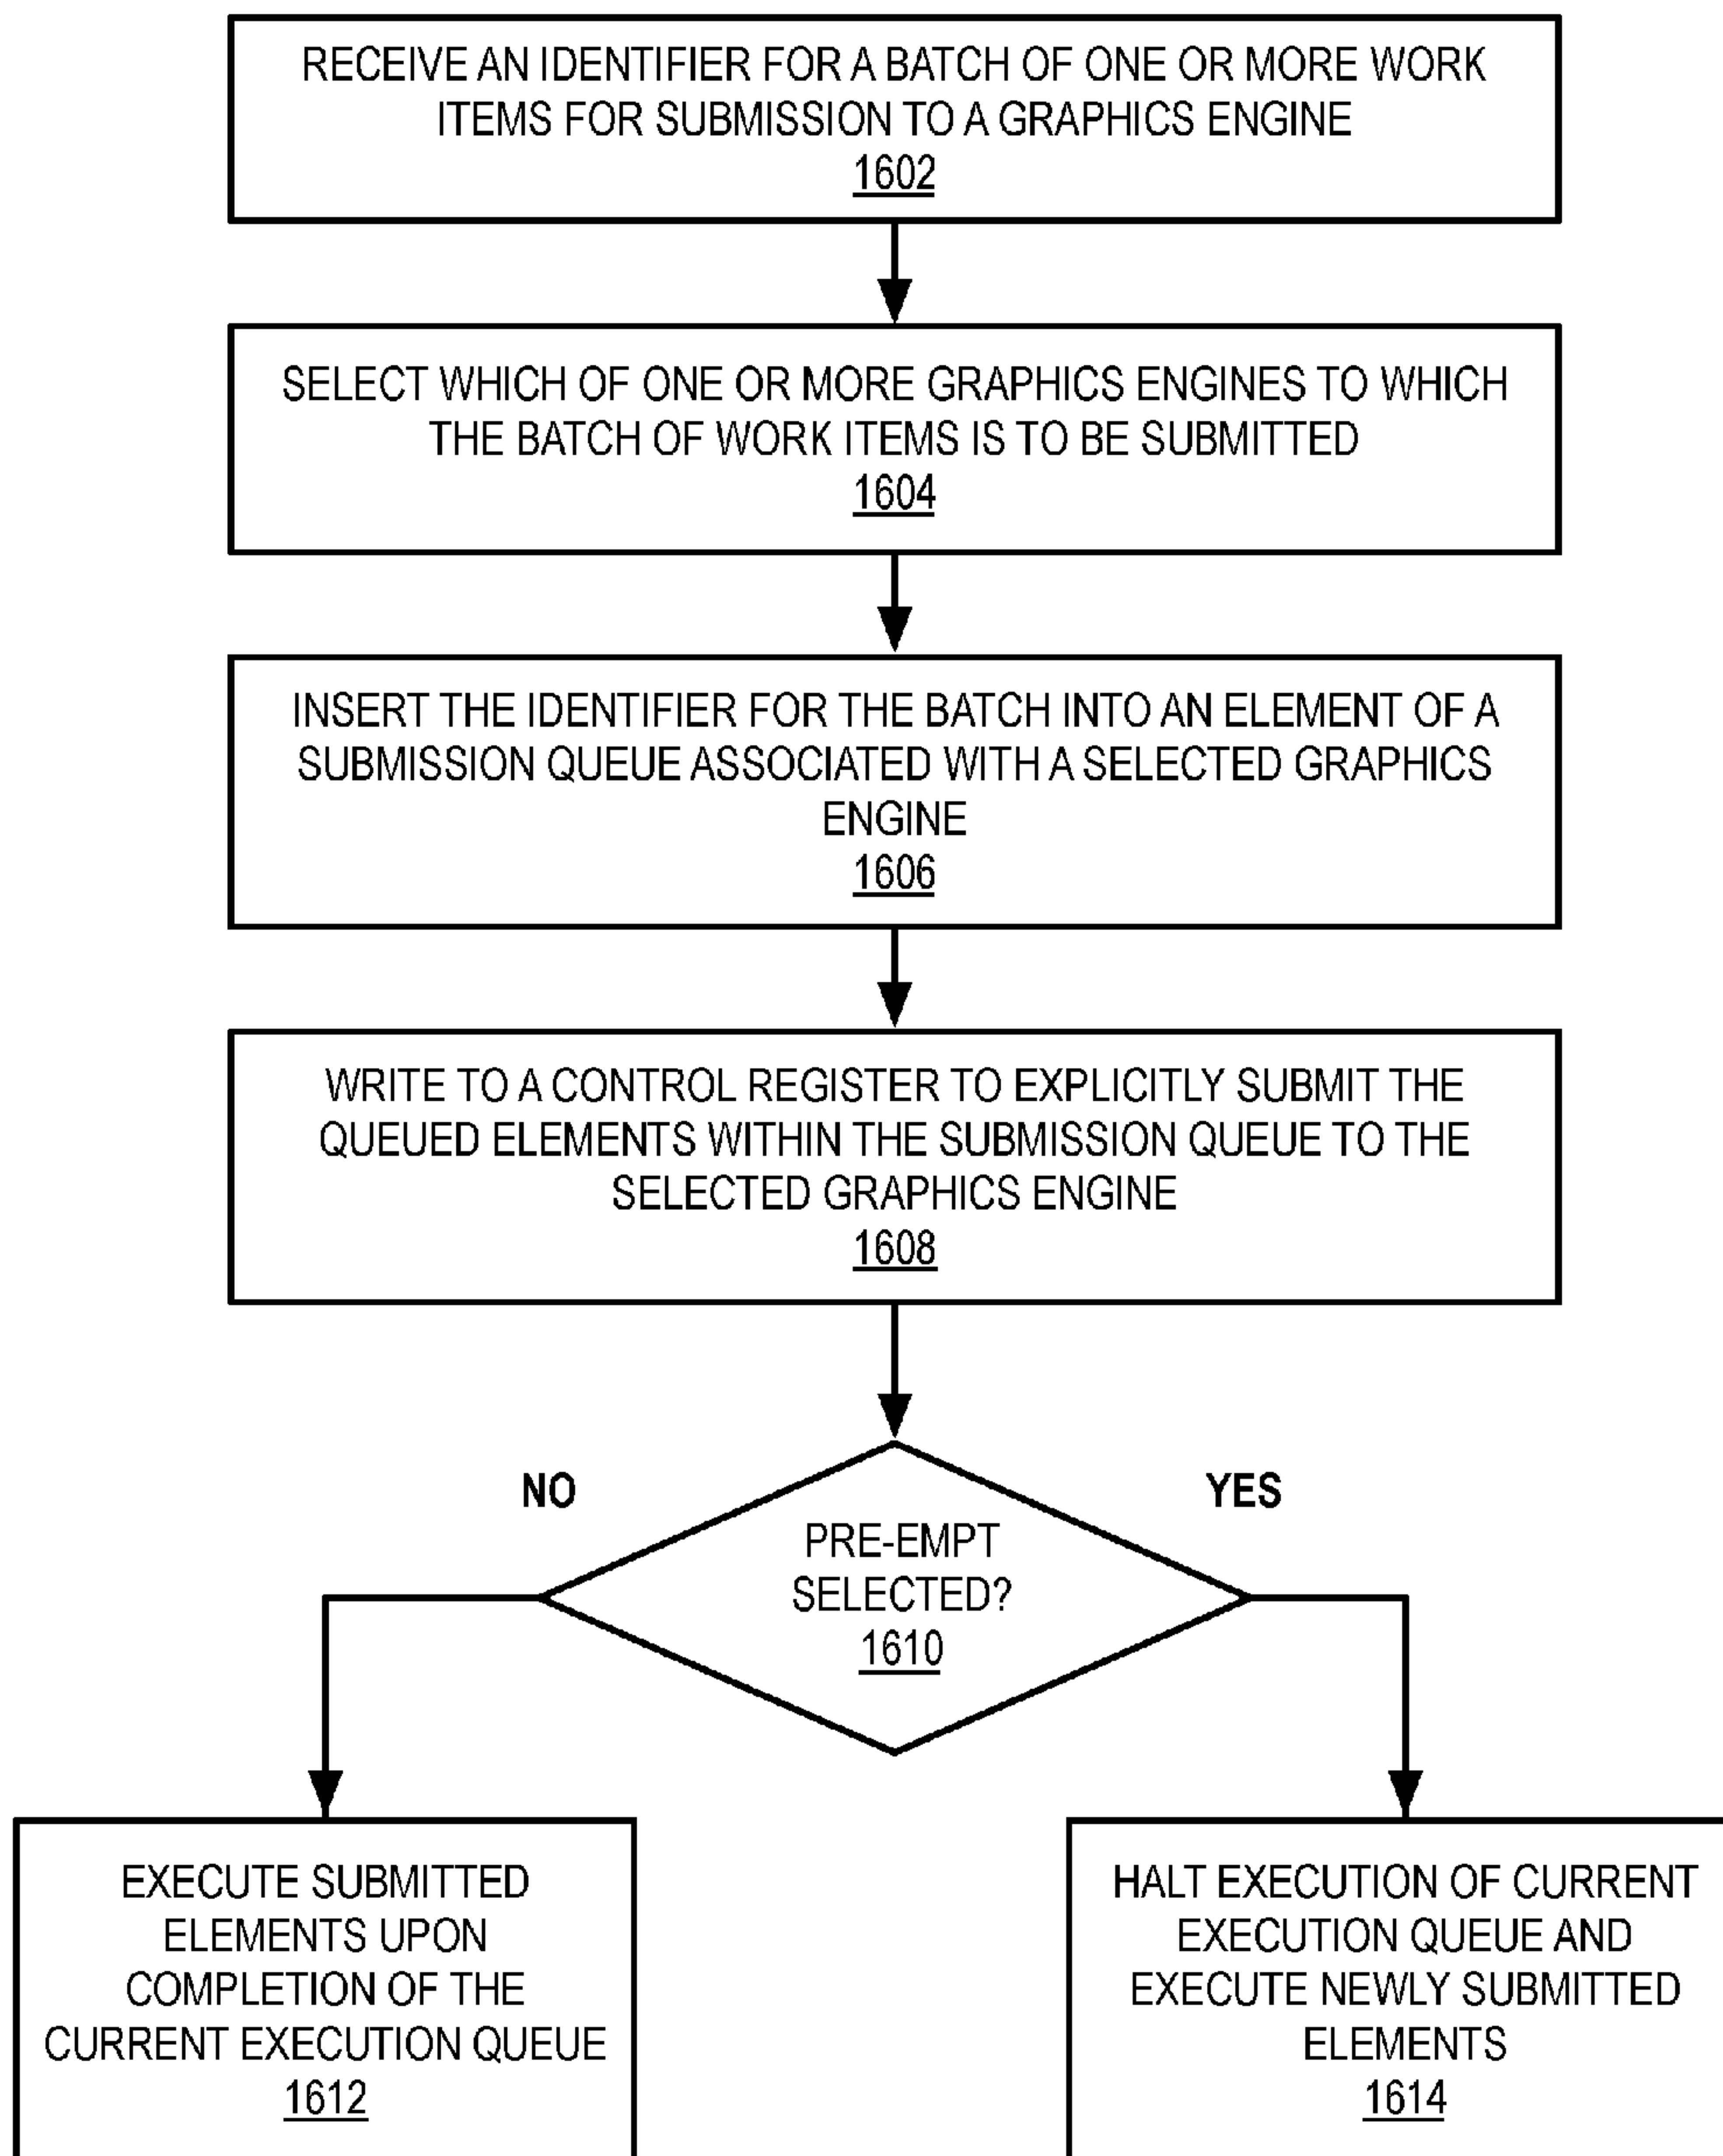 RECEIVE AN IDENTIFIER FOR A BATCH OF ONE OR MORE WORK
ITEMS FOR SUBMISSION TO A GRAPHICS ENGINE
1602
SELECT WHICH OF ONE OR MORE GRAPHICS ENGINES TO WHICH
THE BATCH OF WORK ITEMS IS TO BE SUBMITTED
1604
INSERT THE IDENTIFIER FOR THE BATCH INTO AN ELEMENT OF A
SUBMISSION QUEUE ASSOCIATED WITH A SELECTED GRAPHICS
ENGINE
1606
WRITE TO A CONTROL REGISTER TO EXPLICITLY SUBMIT THE
QUEUED ELEMENTS WITHIN THE SUBMISSION QUEUE TO THE
SELECTED GRAPHICS ENGINE
1608
NO
YES
PRE-EMPT
SELECTED?
1610
EXECUTE SUBMITTED
ELEMENTS UPON
COMPLETION OF THE
CURRENT EXECUTION QUEUE
1612
HALT EXECUTION OF CURRENT
EXECUTION QUEUE AND
EXECUTE NEWLY SUBMITTED
ELEMENTS
1614